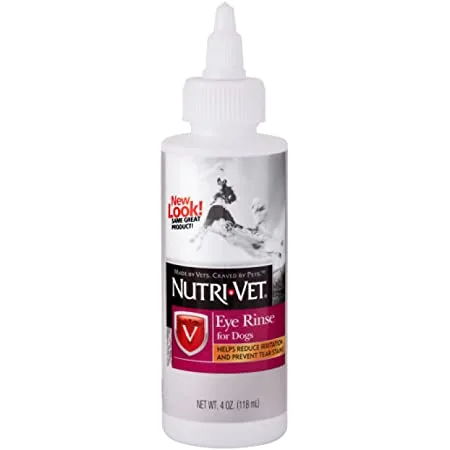 New
Look!
SAME GREAT
PRODUCT!
MADE BY VETS. CRAVED BY PETS.™
NUTRI•VET®
V
Eye Rinse
for Dogs
HELPS REDUCE IRRITATION
AND PREVENT TEAR STAINS
NET WT. 4 OZ. (118 mL)